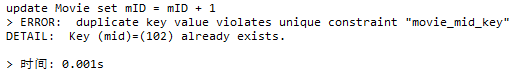 update Movie set mID = mID + 1
> ERROR:  duplicate key value violates unique constraint "movie_mid_key"
DETAIL:  Key (mid)=(102) already exists.
> 时间: 0.001s